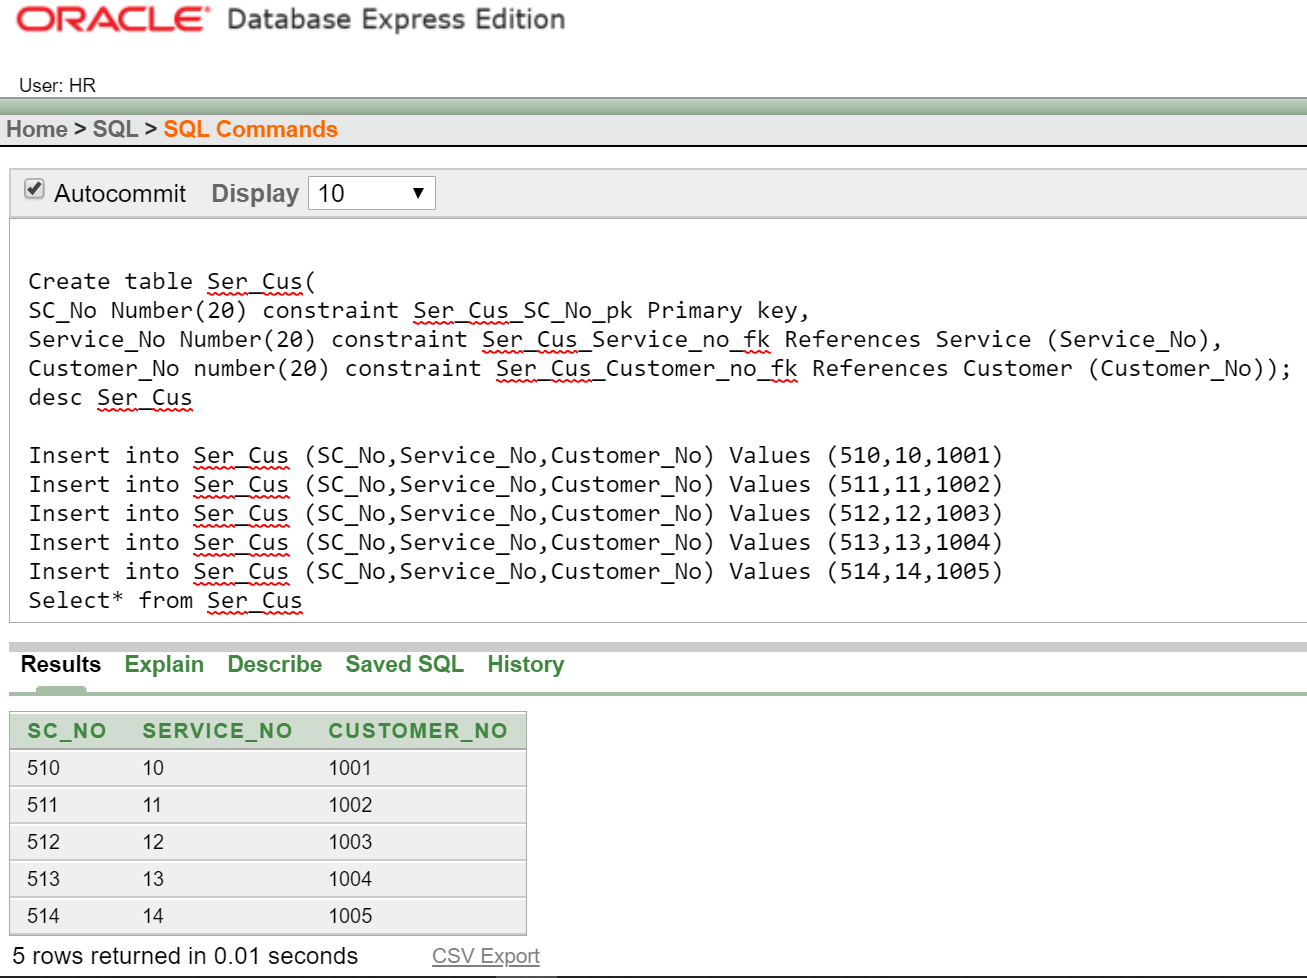 ORACLE® Database Express Edition
User: HR
Home > SQL > SQL Commands
Autocommit Display 10
Create table Ser_Cus(
SC_No Number(20) constraint Ser_Cus_SC_No_pk Primary key,
Service_No Number(20) constraint Ser_Cus_Service_no_fk References Service (Service_No),
Customer_No number(20) constraint Ser_Cus_Customer_no_fk References Customer (Customer_No));
desc Ser_Cus
Insert into Ser_Cus (SC_No,Service_No,Customer_No) Values (510,10,1001)
Insert into Ser_Cus (SC_No,Service_No,Customer_No) Values (511,11,1002)
Insert into Ser_Cus (SC_No,Service_No,Customer_No) Values (512,12,1003)
Insert into Ser_Cus (SC_No,Service_No,Customer_No) Values (513,13,1004)
Insert into Ser_Cus (SC_No,Service_No,Customer_No) Values (514,14,1005)
Select* from Ser_Cus
Results Explain Describe Saved SQL History
SC_NO SERVICE_NO CUSTOMER_NO
510 10 1001
511 11 1002
512 12 1003
513 13 1004
514 14 1005
5 rows returned in 0.01 seconds CSV Export